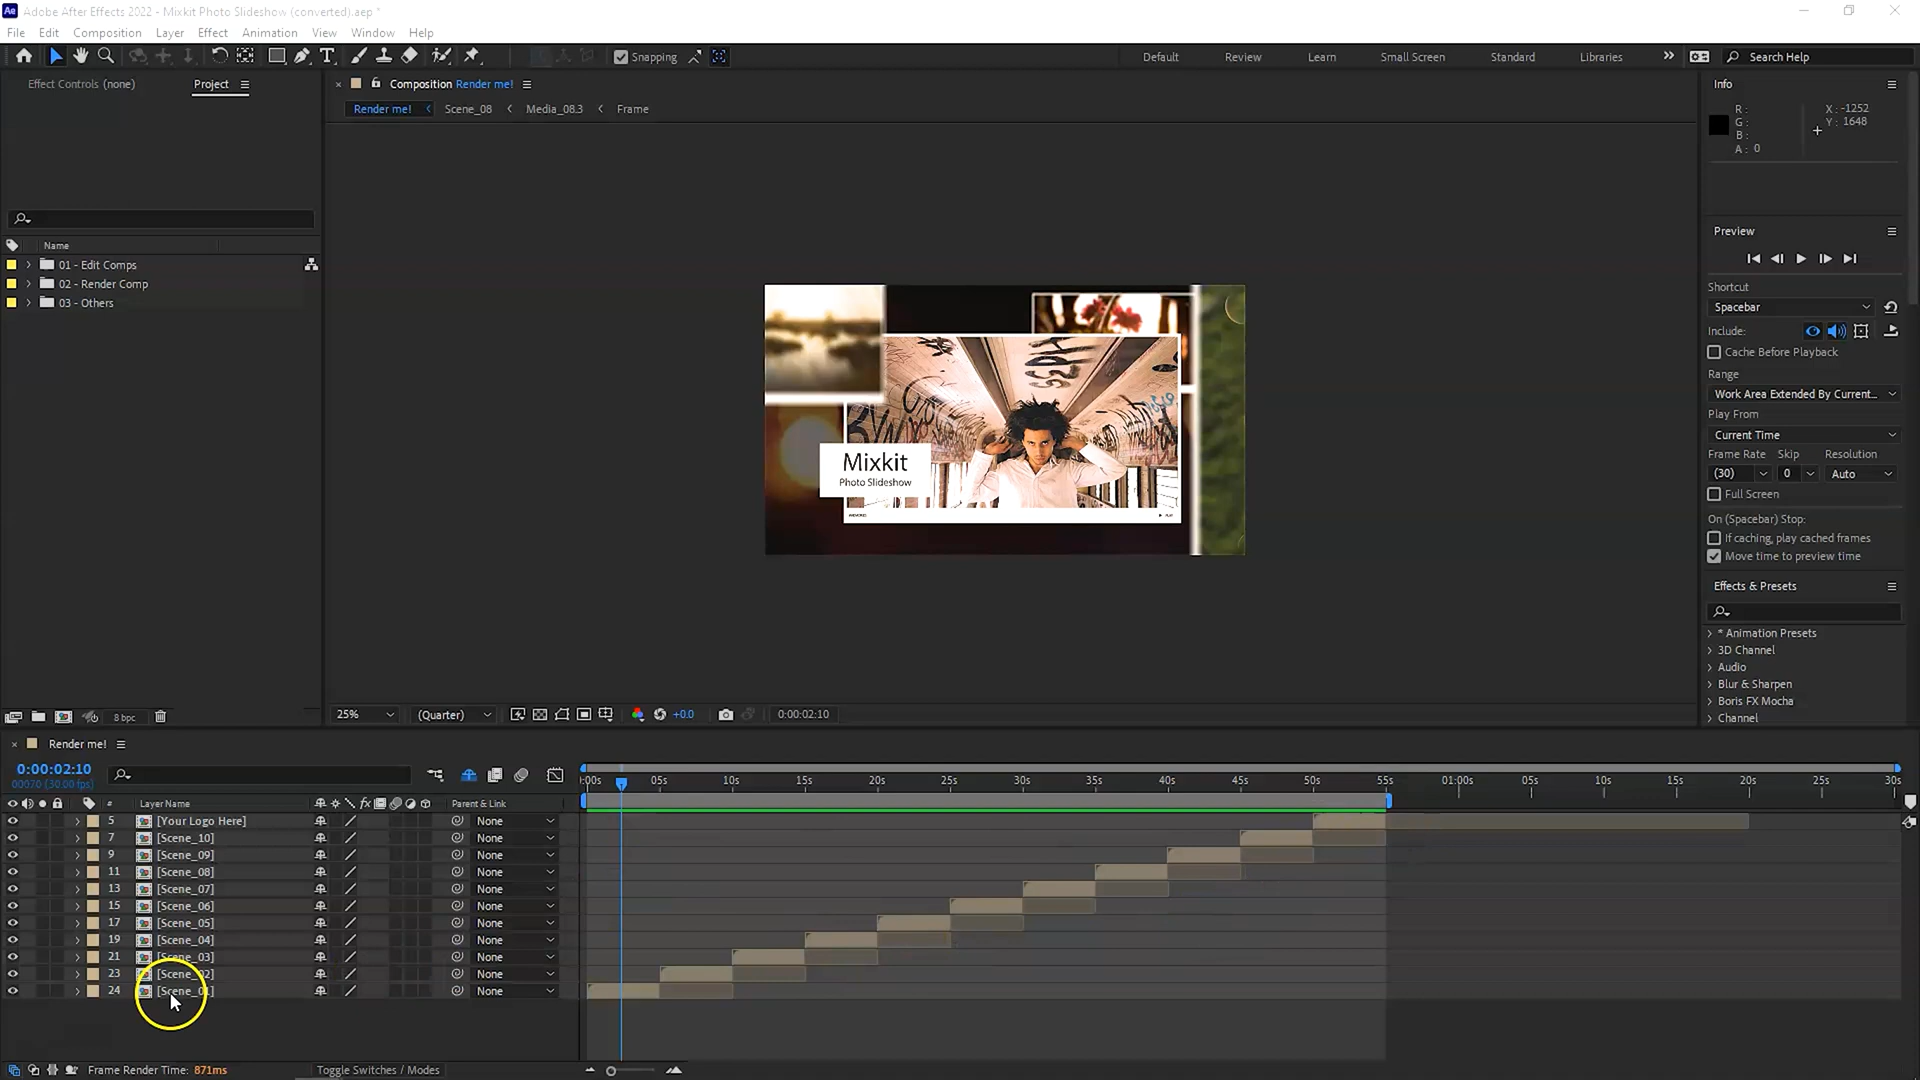 Ae Adobe After Effects 2022 - Mixkit Photo Slideshow (converted).aep *
File Edit Composition Layer Effect Animation View Window Help
Snapping Default Review Learn Small Screen Standard Libraries Search Help
Effect Controls (none) Project
Composition Render me!
Render me! Scene_08 Media_08.3 Frame
Name
01 - Edit Comps
02 - Render Comp
03 - Others
8 bpc
Mixkit
Photo Slideshow
25% (Quarter) +0.0 0:00:02:10
Info
R : X : -1252
G : Y : 1648
B :
A : 0
Preview
Shortcut
Spacebar
Include:
Cache Before Playback
Range
Work Area Extended By Current...
Play From
Current Time
Frame Rate Skip Resolution
(30) 0 Auto
Full Screen
On (Spacebar) Stop:
If caching, play cached frames
Move time to preview time
Effects & Presets
* Animation Presets
3D Channel
Audio
Blur & Sharpen
Boris FX Mocha
Channel
Render me!
0:00:02:10
00070 (30.00 fps)
:00s 05s 10s 15s 20s 25s 30s 35s 40s 45s 50s 55s 01:00s 05s 10s 15s 20s 25s 30s
# Layer Name fx Parent & Link
5 [Your Logo Here] None
7 [Scene_10] None
9 [Scene_09] None
11 [Scene_08] None
13 [Scene_07] None
15 [Scene_06] None
17 [Scene_05] None
19 [Scene_04] None
21 [Scene_03] None
23 [Scene_02] None
24 [Scene_01] None
Frame Render Time: 871ms Toggle Switches / Modes